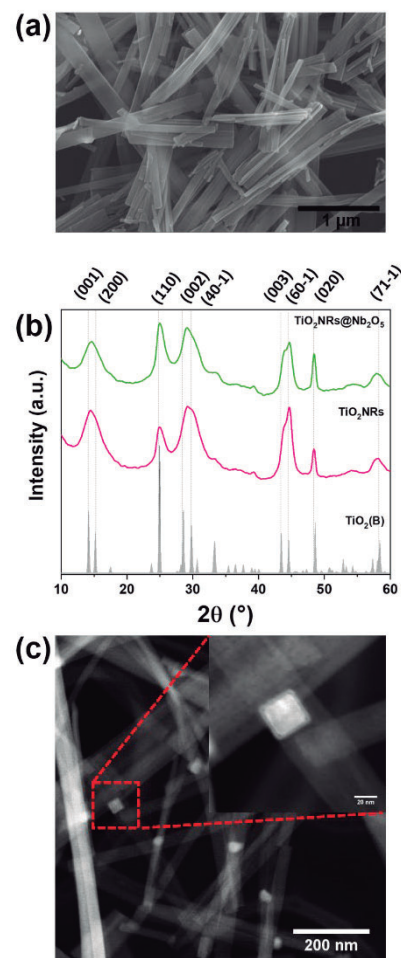 (a)
1 μm
(001)
(200)
(110)
(002)
(40-1)
(003)
(60-1)
(020)
(71-1)
(b)
TiO₂NRs@Nb₂O₅
TiO₂NRs
TiO₂(B)
Intensity (a.u.)
10 20 30 40 50 60
2θ (°)
(c)
20 nm
200 nm